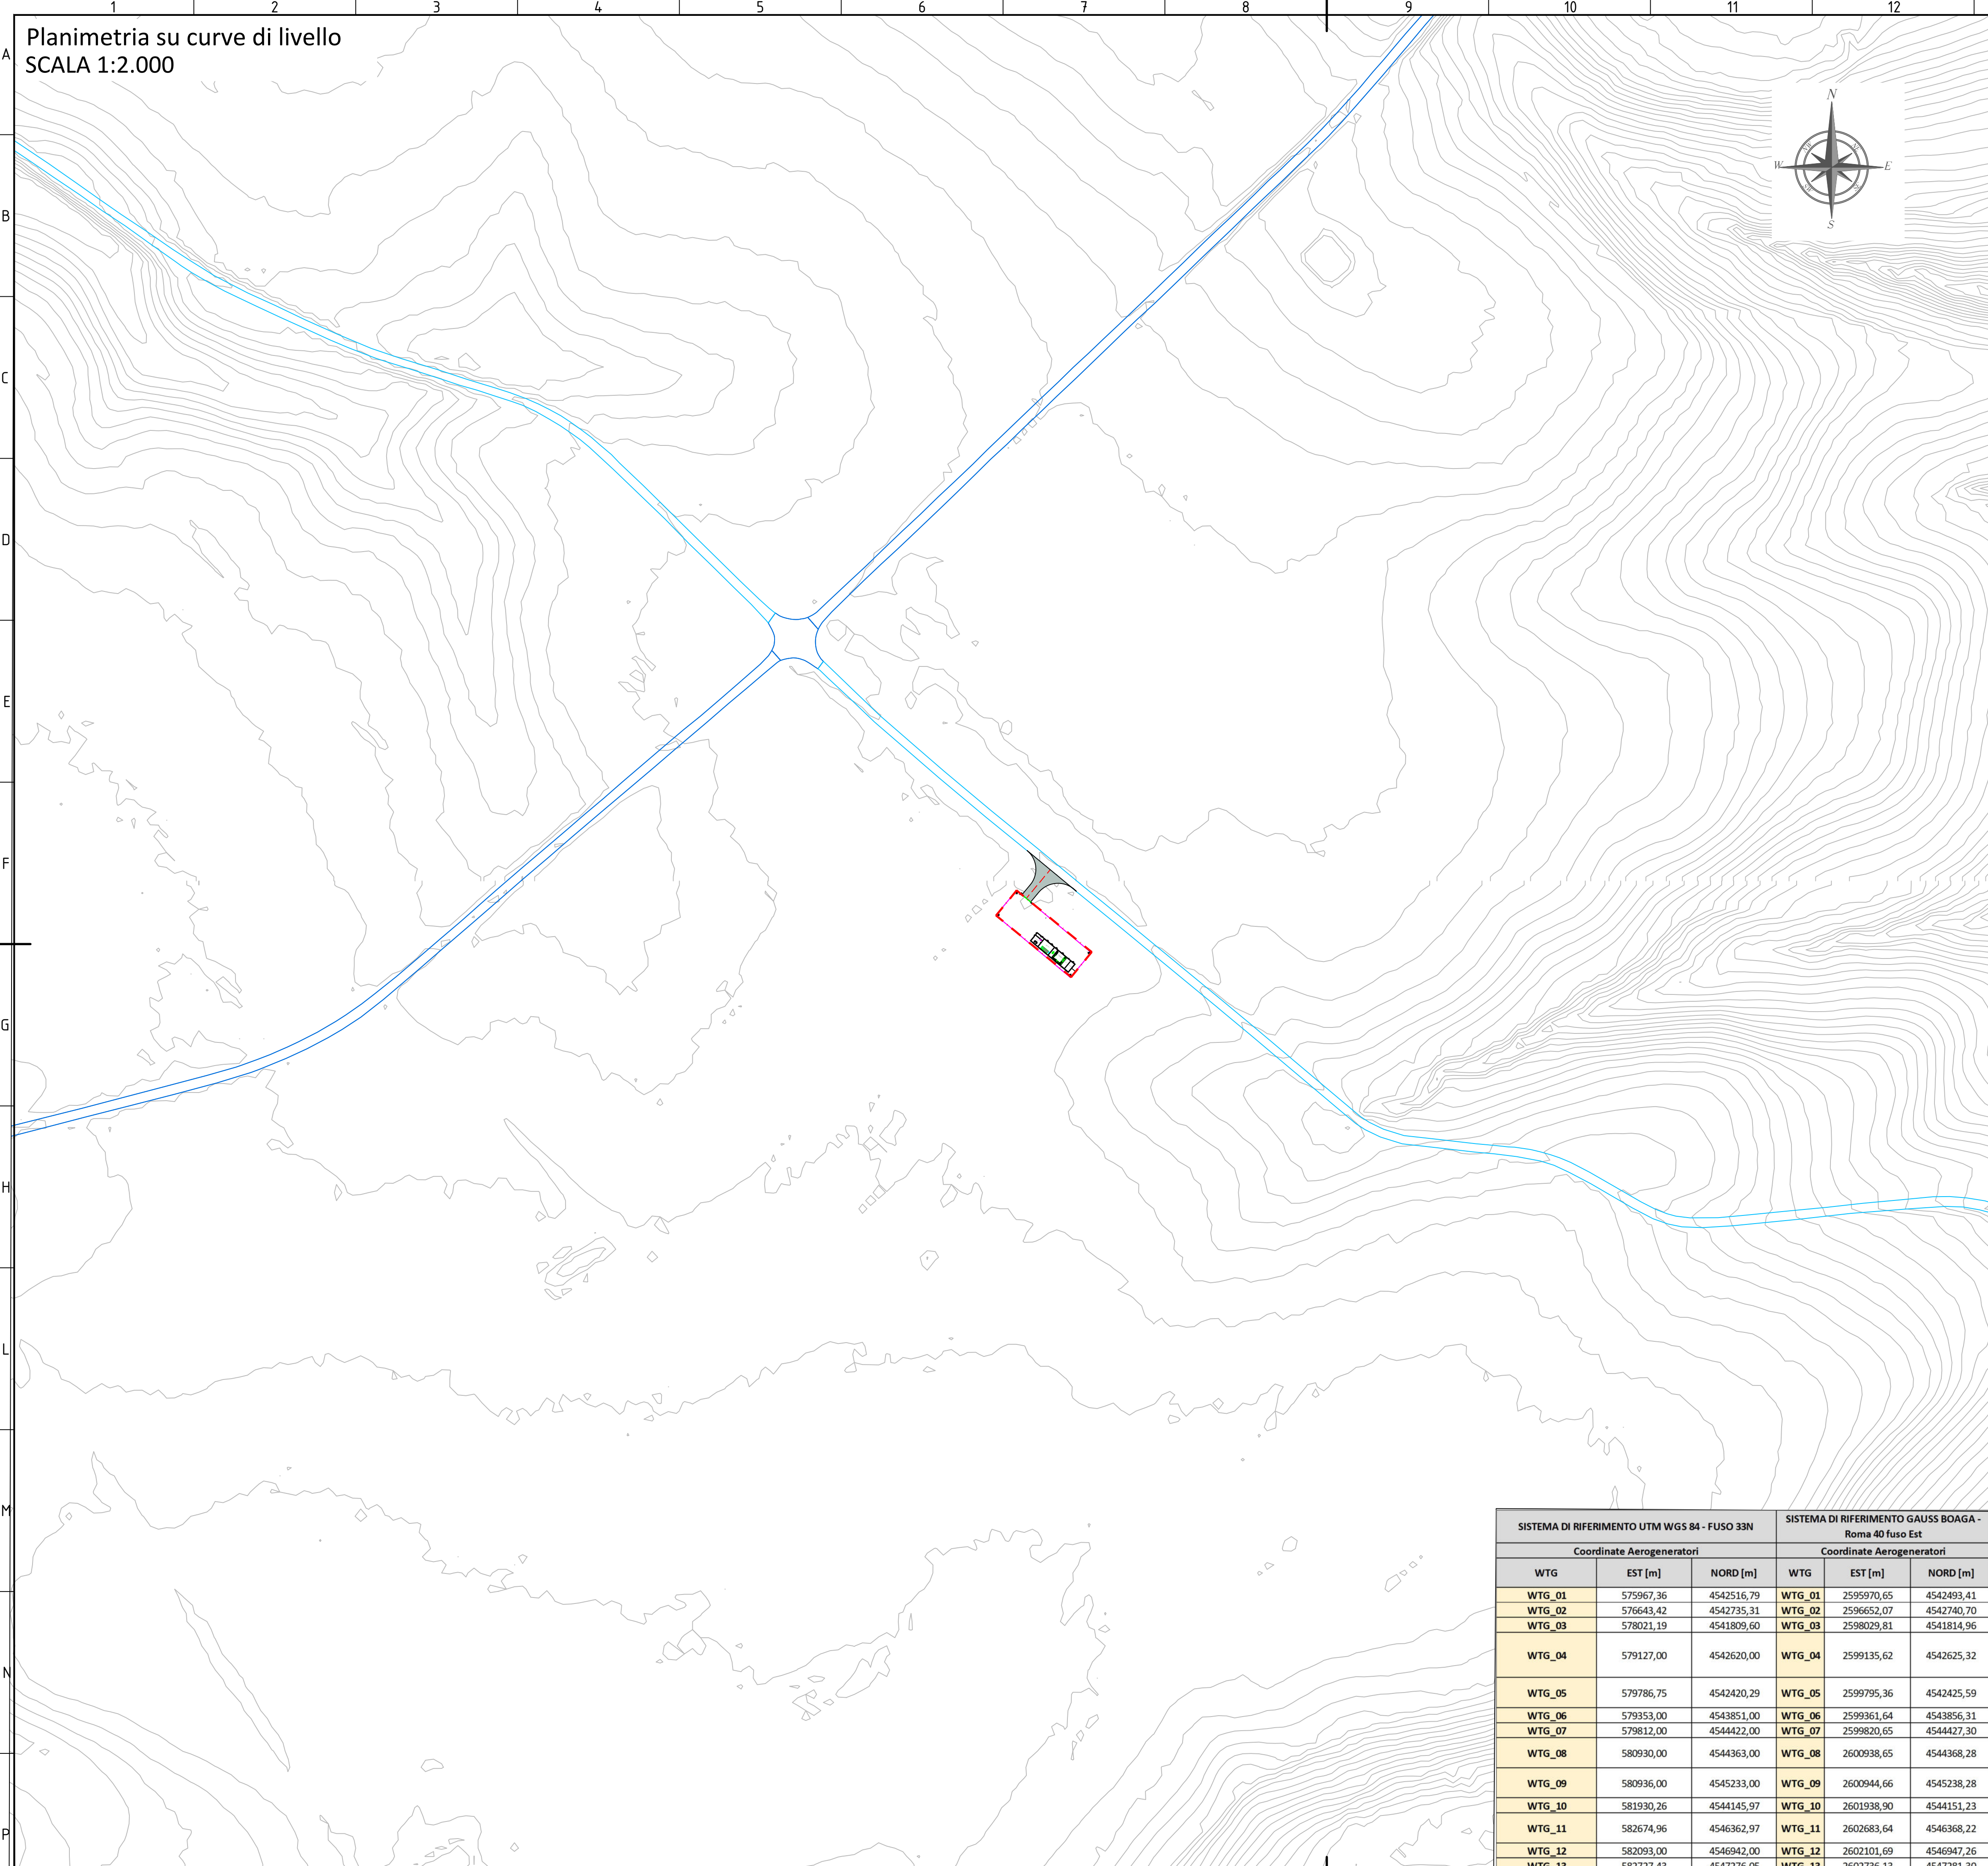 1 2 3 4 5 6 7 8 9 10 11 12
Planimetria su curve di livello
SCALA 1:2.000
A
B
C
D
E
F
G
H
L
M
N
P
N
W E
S
SISTEMA DI RIFERIMENTO UTM WGS 84 - FUSO 33N SISTEMA DI RIFERIMENTO GAUSS BOAGA -
Roma 40 fuso Est
Coordinate Aerogeneratori Coordinate Aerogeneratori
WTG EST [m] NORD [m] WTG EST [m] NORD [m]
WTG_01 575967,36 4542516,79 WTG_01 2595970,65 4542493,41
WTG_02 576643,42 4542735,31 WTG_02 2596652,07 4542740,70
WTG_03 578021,19 4541809,60 WTG_03 2598029,81 4541814,96
WTG_04 579127,00 4542620,00 WTG_04 2599135,62 4542625,32
WTG_05 579786,75 4542420,29 WTG_05 2599795,36 4542425,59
WTG_06 579353,00 4543851,00 WTG_06 2599361,64 4543856,31
WTG_07 579812,00 4544422,00 WTG_07 2599820,65 4544427,30
WTG_08 580930,00 4544363,00 WTG_08 2600938,65 4544368,28
WTG_09 580936,00 4545233,00 WTG_09 2600944,66 4545238,28
WTG_10 581930,26 4544145,97 WTG_10 2601938,90 4544151,23
WTG_11 582674,96 4546362,97 WTG_11 2602683,64 4546368,22
WTG_12 582093,00 4546942,00 WTG_12 2602101,69 4546947,26